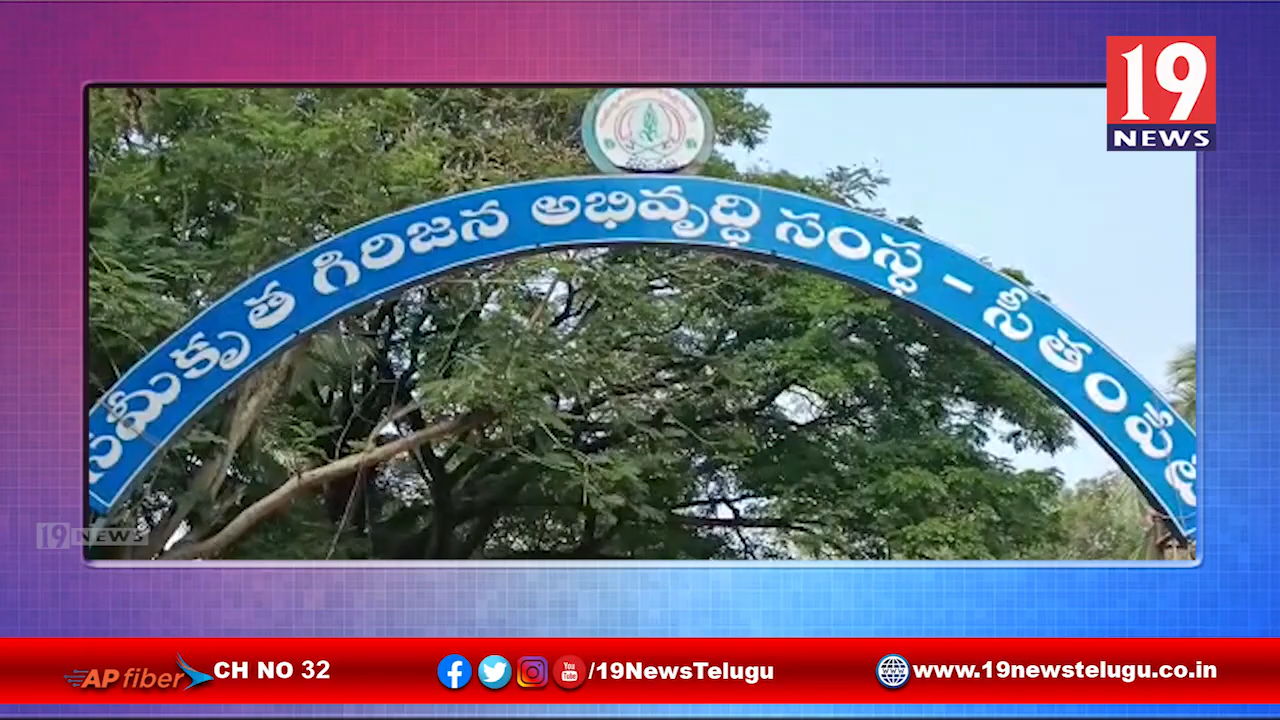 19
NEWS
సమీకృత గిరిజన అభివృద్ధి సంస్థ - సీతంపేట
19 NEWS
AP fiber CH NO 32
/19NewsTelugu
www.19newstelugu.co.in